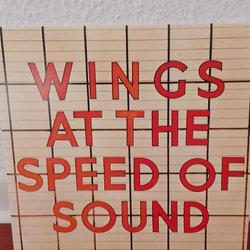 WINGS
AT THE
SPEED OF
SOUND